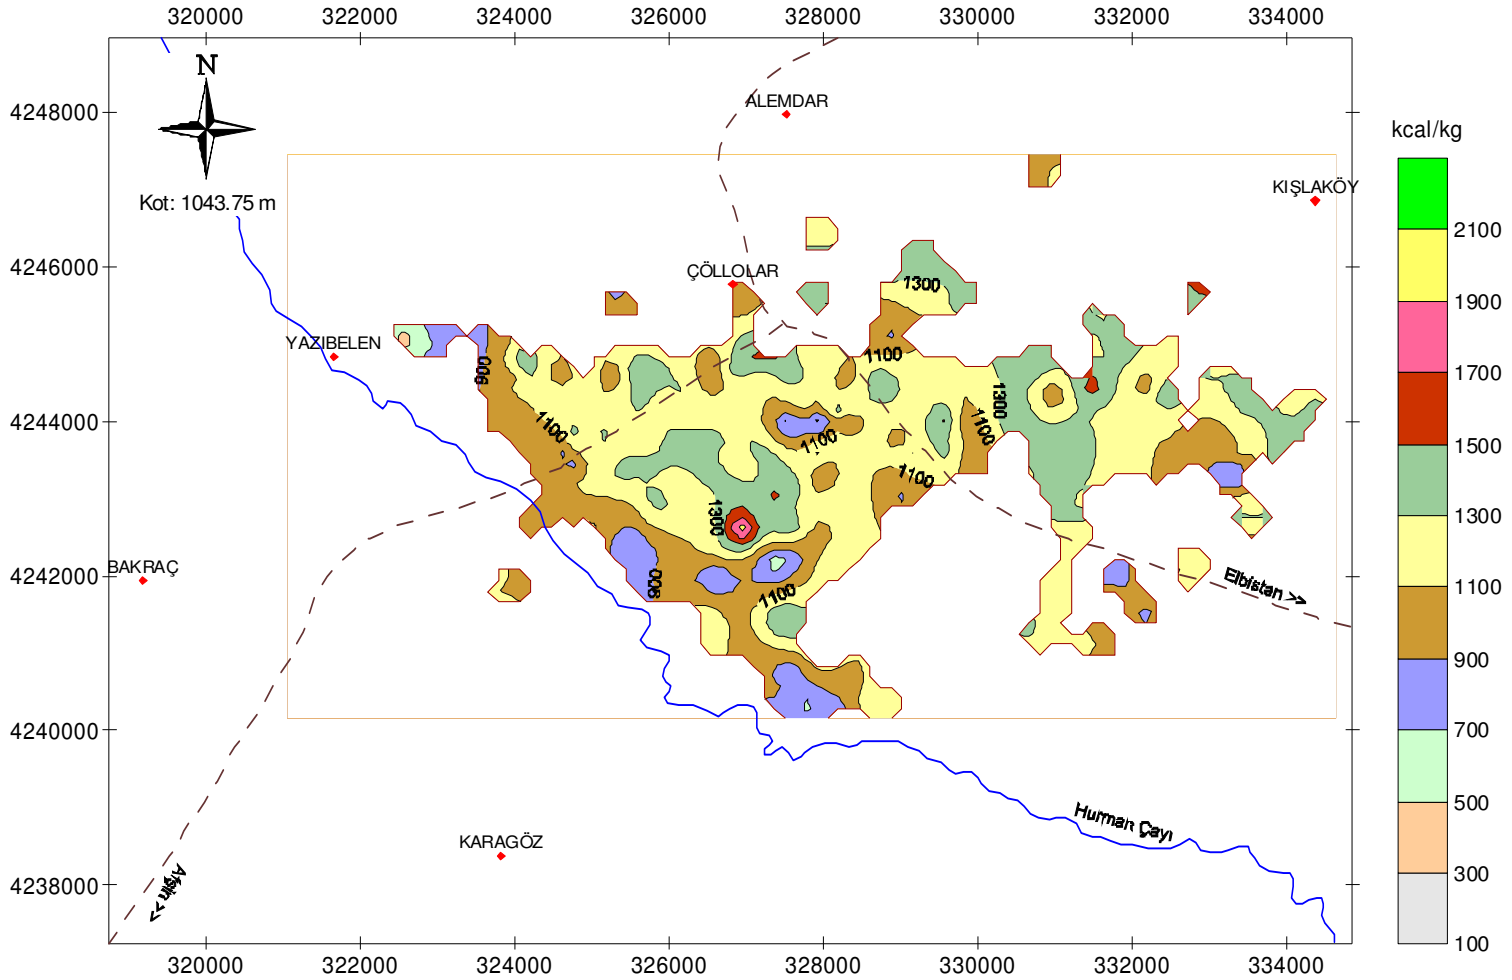 320000 322000 324000 326000 328000 330000 332000 334000
N
4248000
ALEMDAR
kcal/kg
KIŞLAKÖY
Kot: 1043.75 m
2100
4246000
ÇÖLLOLAR
1300
1900
YAZIBELEN
1100
900
1700
1300
4244000
1100
1100
1100
1500
1100
1300
1300
4242000
BAKRAÇ
900
1100
Elbistan >>
1100
900
4240000
700
Hurman Çayı
500
KARAGÖZ
4238000
Afşin >>
300
100
320000 322000 324000 326000 328000 330000 332000 334000